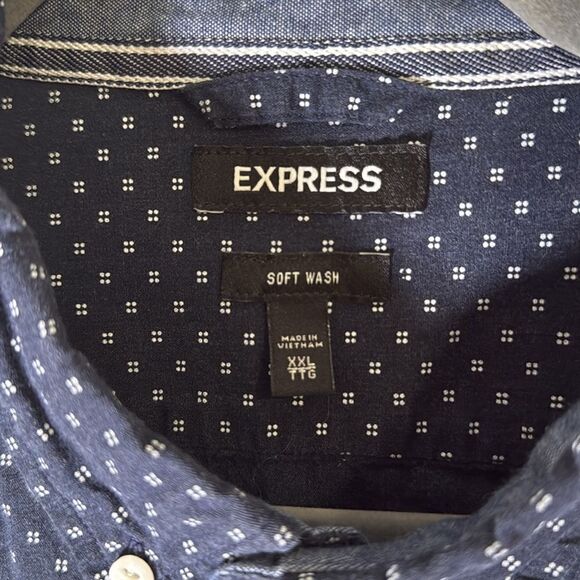 EXPRESS
SOFT WASH
MADE IN
VIETNAM
XXL
TTG